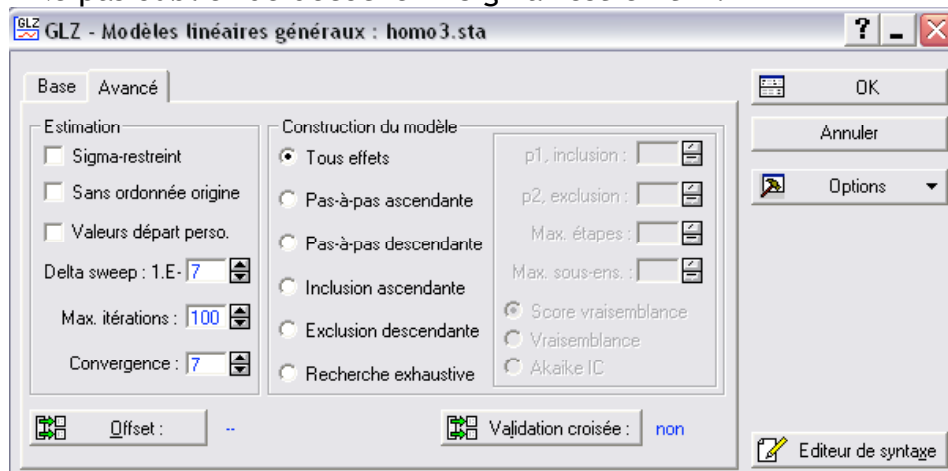 GLZ - Modèles linéaires généraux : homo3.sta
Base Avancé
Estimation
Sigma-restreint
Sans ordonnée origine
Valeurs départ perso.
Delta sweep : 1.E- 7
Max. itérations : 100
Convergence : 7
Construction du modèle
Tous effets
Pas-à-pas ascendante
Pas-à-pas descendante
Inclusion ascendante
Exclusion descendante
Recherche exhaustive
p1, inclusion :
p2, exclusion :
Max. étapes :
Max. sous-ens. :
Score vraisemblance
Vraisemblance
Akaike IC
Offset : --
Validation croisée : non
OK
Annuler
Options
Editeur de syntaxe